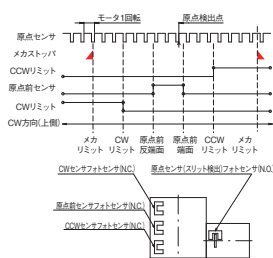 モータ1回転
原点検出点
原点センサ
メカストッパ
CCWリミット
原点前センサ
CWリミット
CW方向(上側)
メカ
リミット
CW
リミット
原点前
反端面
原点前
端面
CCW
リミット
メカ
リミット
CWセンサフォトセンサ(N.C.)
原点センサ(スリット検出)フォトセンサ(N.O.)
原点前センサフォトセンサ(N.C.)
CCWセンサフォトセンサ(N.C.)